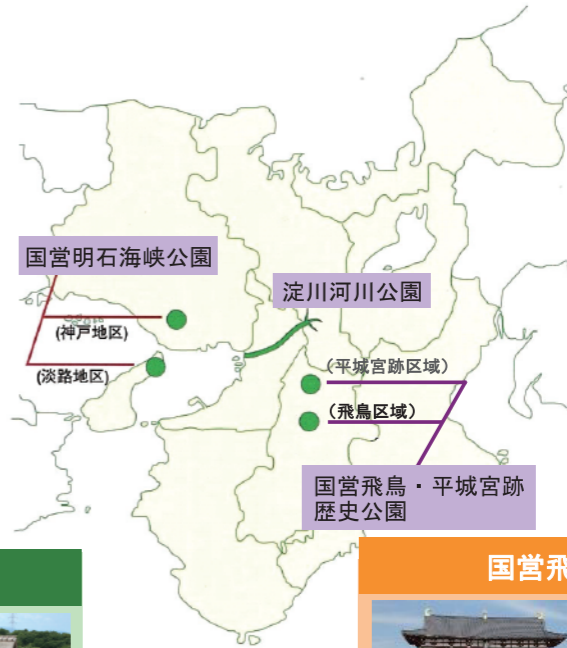 国営明石海峡公園
淀川河川公園
(神戸地区)
(淡路地区)
(平城宮跡区域)
(飛鳥区域)
国営飛鳥・平城宮跡
歴史公園
国営飛